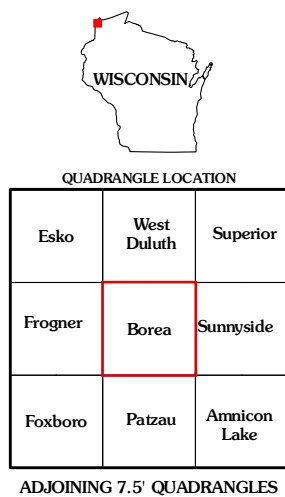 WISCONSIN
QUADRANGLE LOCATION
Esko
West
Duluth
Superior
Frogner
Borea
Sunnyside
Foxboro
Patzau
Amnicon
Lake
ADJOINING 7.5' QUADRANGLES